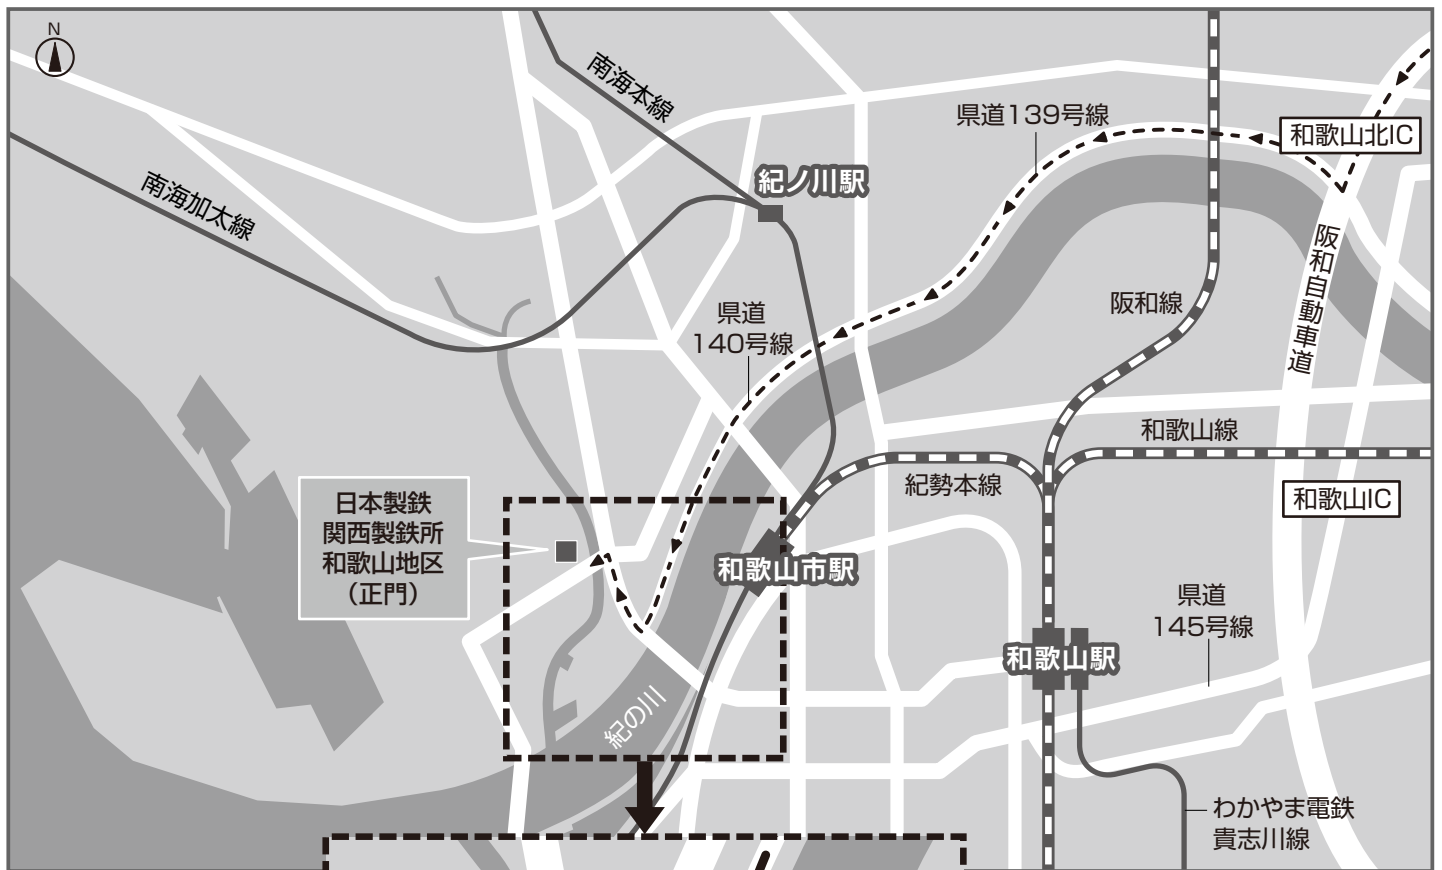 N
南海本線
県道139号線
和歌山北IC
紀ノ川駅
南海加太線
阪和自動車道
阪和線
県道
140号線
和歌山線
紀勢本線
和歌山IC
日本製鉄
関西製鉄所
和歌山地区
（正門）
和歌山市駅
県道
145号線
和歌山駅
紀の川
わかやま電鉄
貴志川線